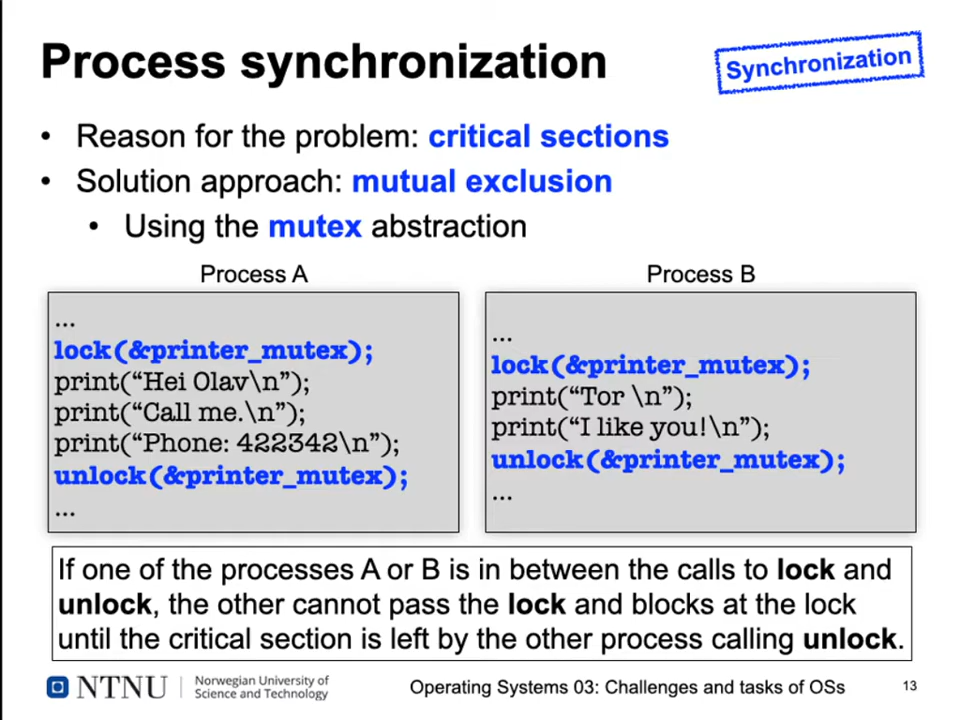 Process synchronization
Synchronization
• Reason for the problem: critical sections
• Solution approach: mutual exclusion
• Using the mutex abstraction
Process A
...
lock(&printer_mutex);
print(“Hei Olav\n”);
print(“Call me.\n”);
print(“Phone: 422342\n”);
unlock(&printer_mutex);
...
Process B
...
lock(&printer_mutex);
print(“Tor \n”);
print(“I like you!\n”);
unlock(&printer_mutex);
...
If one of the processes A or B is in between the calls to lock and
unlock, the other cannot pass the lock and blocks at the lock
until the critical section is left by the other process calling unlock.
NTNU
Norwegian University of
Science and Technology
Operating Systems 03: Challenges and tasks of OSs
13